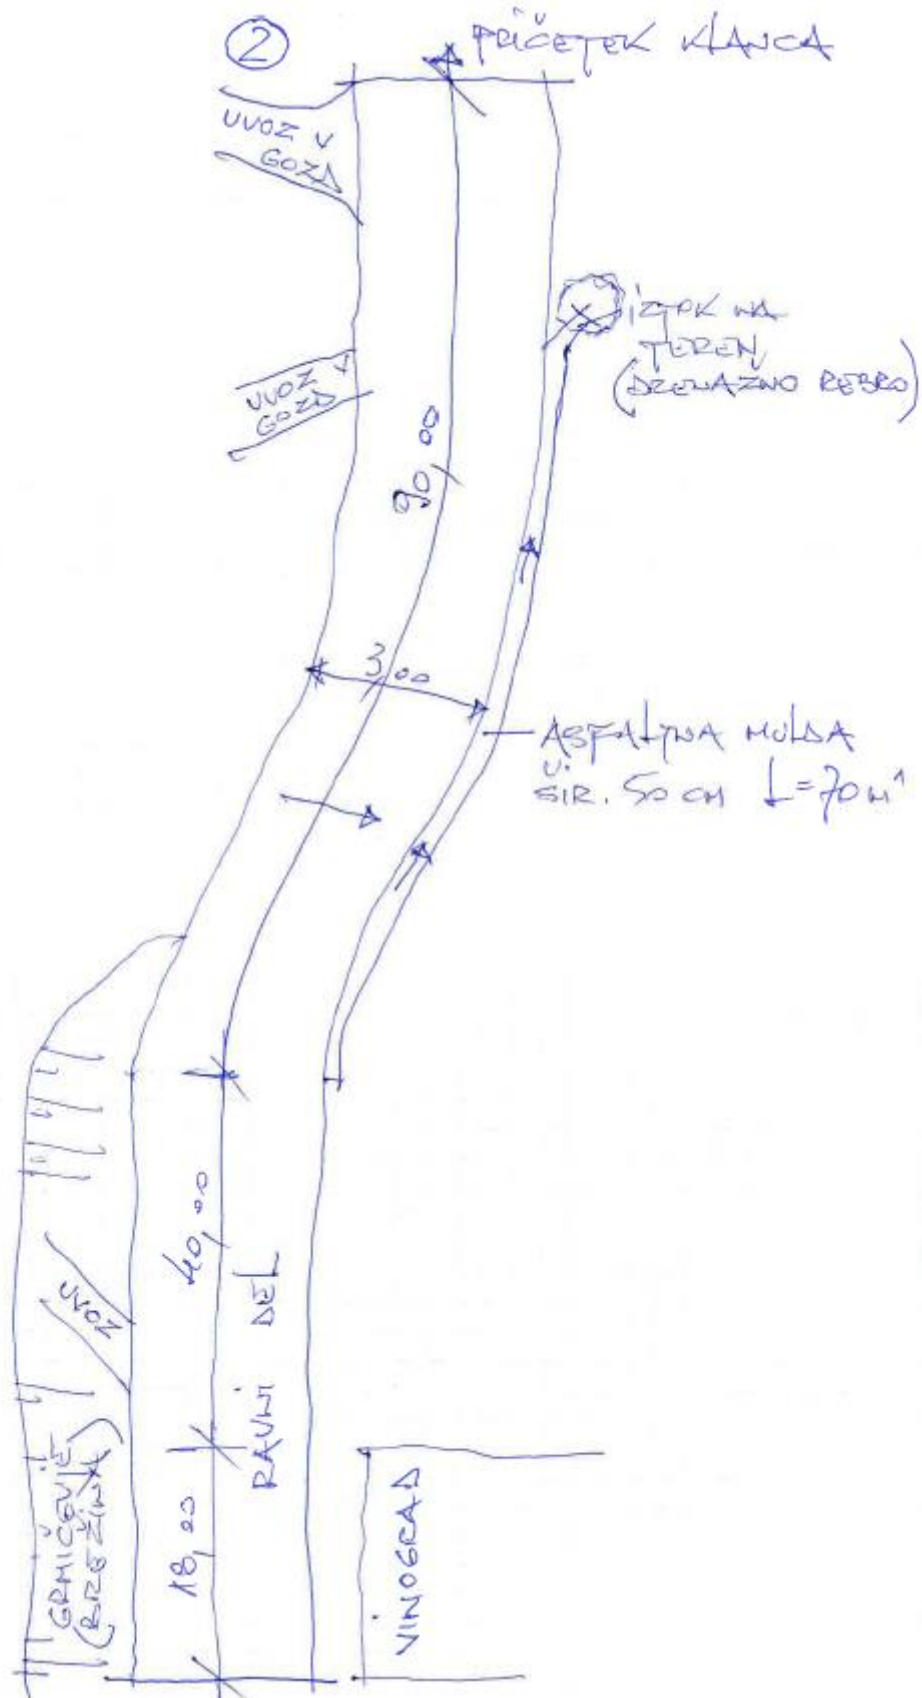 2
PRIČETEK KLANCA
UVOZ V
GOZD
IZTOK NA
TEREN
(DRENAŽNO REBRO)
UVOZ V
GOZD
90,00
3,00
ASFALTNA MULDA
ŠIR. 50 CM L=70 M¹
40,00
UVOZ
RAVNI DEL
GRMIČEVJE
(BREŽINA)
18,00
VINOGRAD